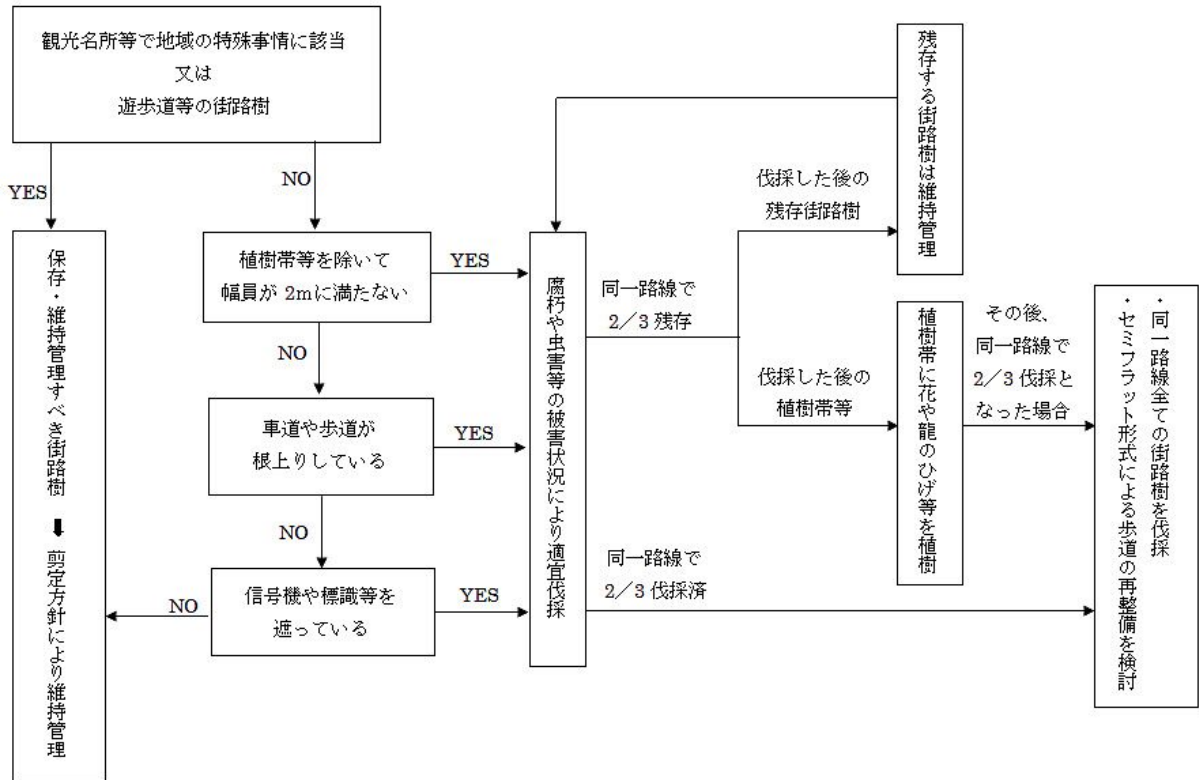 観光名所等で地域の特殊事情に該当
又は
遊歩道等の街路樹
YES
NO
保存・維持管理すべき街路樹 ➡ 剪定方針により維持管理
植樹帯等を除いて
幅員が 2mに満たない
YES
NO
車道や歩道が
根上りしている
YES
NO
信号機や標識等を
遮っている
YES
NO
腐朽や虫害等の被害状況により適宜伐採
同一路線で
2/3 残存
伐採した後の
残存街路樹
残存する街路樹は維持管理
伐採した後の
植樹帯等
植樹帯に花や龍のひげ等を植樹
その後、
同一路線で
2/3 伐採と
なった場合
同一路線で
2/3 伐採済
・同一路線全ての街路樹を伐採
・セミフラット形式による歩道の再整備を検討